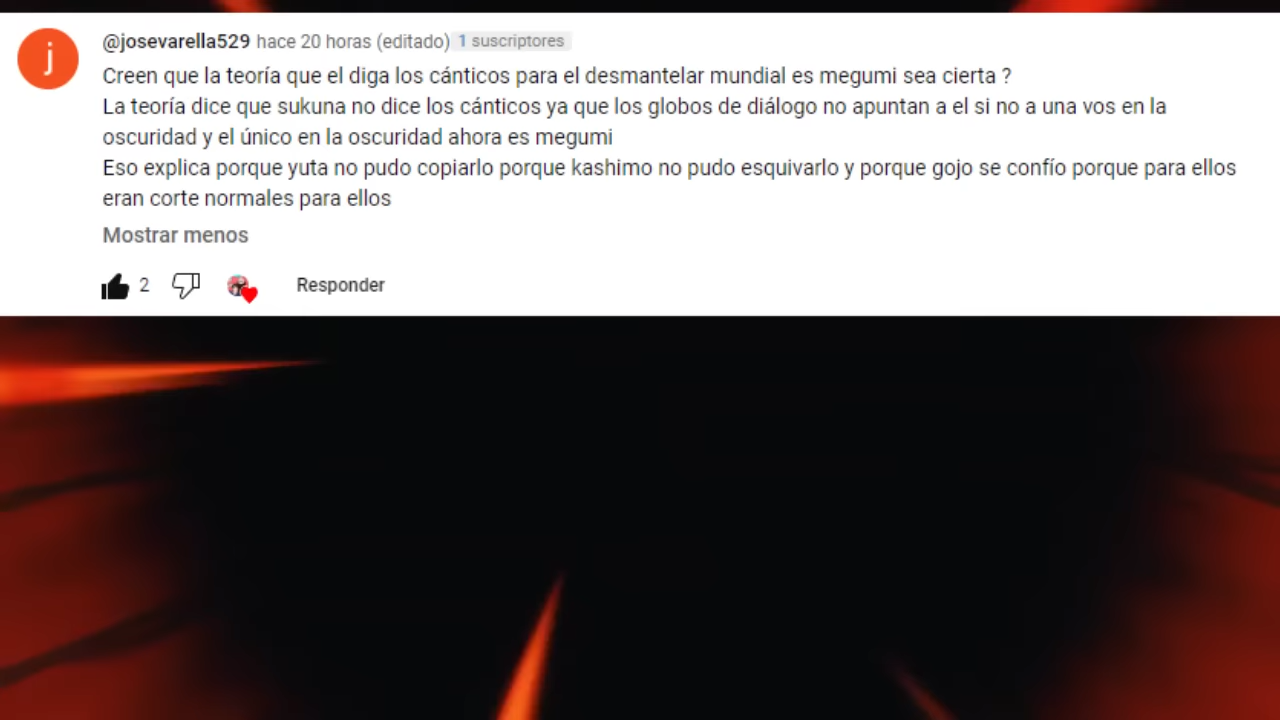 j
@josevarella529 hace 20 horas (editado) 1 suscriptores
Creen que la teoría que el diga los cánticos para el desmantelar mundial es megumi sea cierta ?
La teoría dice que sukuna no dice los cánticos ya que los globos de diálogo no apuntan a el si no a una vos en la
oscuridad y el único en la oscuridad ahora es megumi
Eso explica porque yuta no pudo copiarlo porque kashimo no pudo esquivarlo y porque gojo se confío porque para ellos
eran corte normales para ellos
Mostrar menos
2 Responder